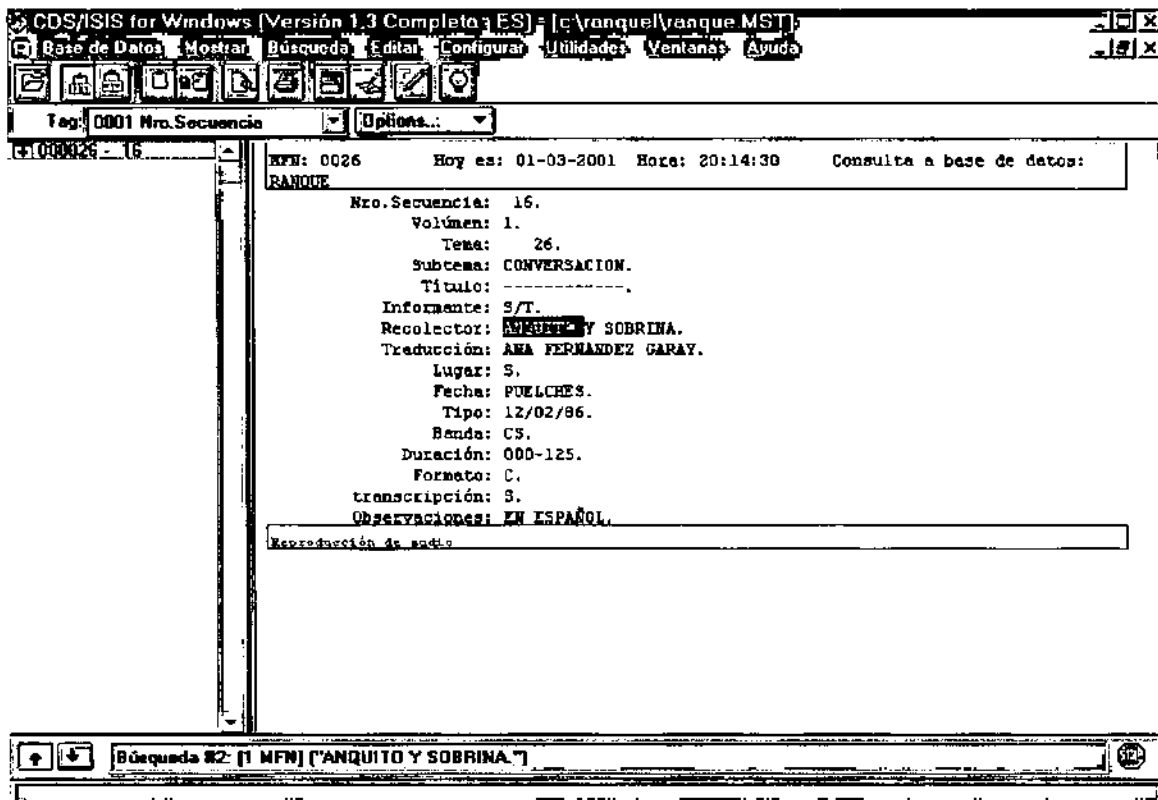 CDS/ISIS for Windows [Versión 1.3 Completa; ES] - [c:\ranquel\ranque.MST]
Base de Datos Mostrar Búsqueda Editar Configurar Utilidades Ventanas Ayuda
Tag: 0001 Nro.Secuencia Options...
000026 - 16
MFN: 0026 Hoy es: 01-03-2001 Hora: 20:14:30 Consulta a base de datos:
RANQUE
Nro.Secuencia: 16.
Volúmen: 1.
Tema: 26.
Subtema: CONVERSACION.
Título: -------------.
Informante: S/T.
Recolector: Y SOBRINA.
Traducción: ANA FERNANDEZ GARAY.
Lugar: S.
Fecha: PUELCHES.
Tipo: 12/02/86.
Banda: CS.
Duración: 000-125.
Formato: C.
transcripción: S.
Observaciones: EN ESPAÑOL.
Reproducción de audio
Búsqueda #2: [1 MFN] ("ANQUITO Y SOBRINA.")